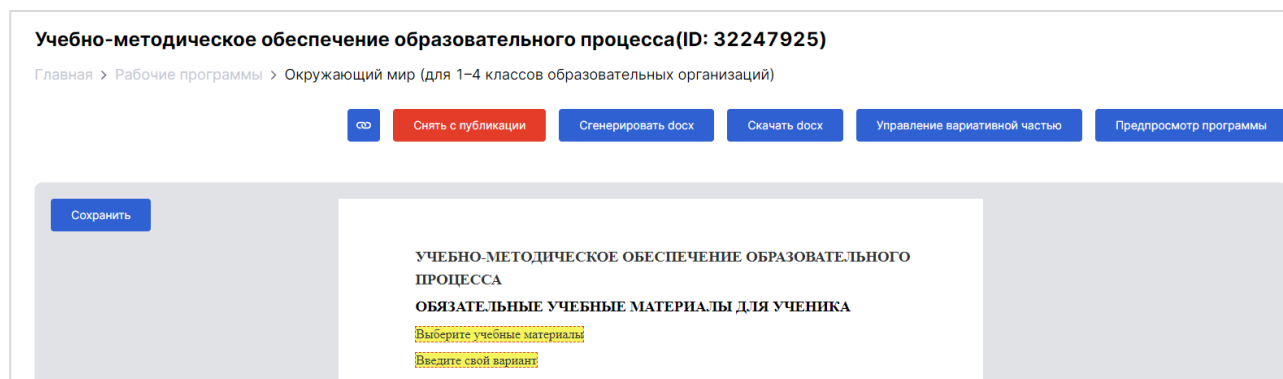 Учебно-методическое обеспечение образовательного процесса(ID: 32247925)
Главная > Рабочие программы > Окружающий мир (для 1–4 классов образовательных организаций)
Снять с публикации Сгенерировать docx Скачать docx Управление вариативной частью Предпросмотр программы
Сохранить
УЧЕБНО-МЕТОДИЧЕСКОЕ ОБЕСПЕЧЕНИЕ ОБРАЗОВАТЕЛЬНОГО
ПРОЦЕССА
ОБЯЗАТЕЛЬНЫЕ УЧЕБНЫЕ МАТЕРИАЛЫ ДЛЯ УЧЕНИКА
Выберите учебные материалы
Введите свой вариант